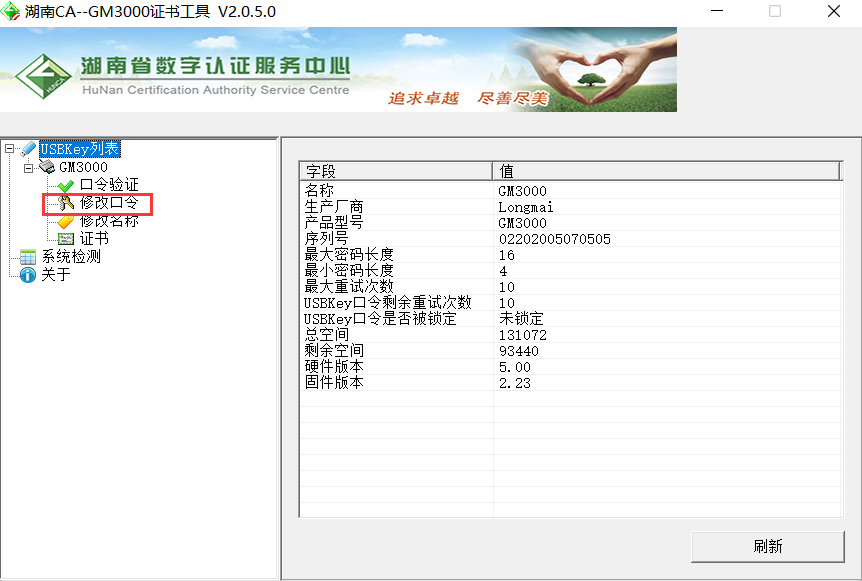 湖南CA--GM3000证书工具 V2.0.5.0
湖南省数字认证服务中心
HuNan Certification Authority Service Centre
追求卓越 尽善尽美
HUNCA
USBKey列表
GM3000
口令验证
修改口令
修改名称
证书
系统检测
关于
字段 值
名称 GM3000
生产厂商 Longmai
产品型号 GM3000
序列号 02202005070505
最大密码长度 16
最小密码长度 4
最大重试次数 10
USBKey口令剩余重试次数 10
USBKey口令是否被锁定 未锁定
总空间 131072
剩余空间 93440
硬件版本 5.00
固件版本 2.23
刷新